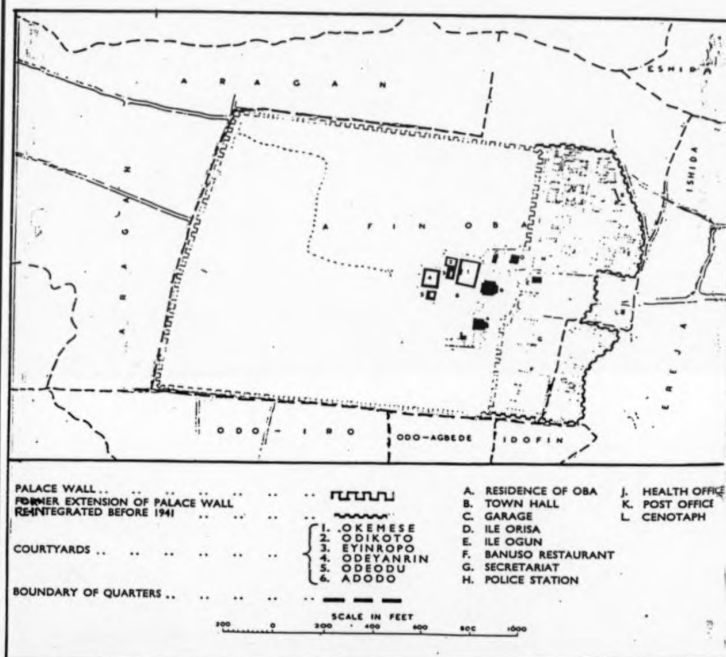 ARAGAN
ESHIDA
ISHIDA
ARAGAN
AFIN OBA
EREJA
ODO-IRO
ODO-AGBEDE
IDOFIN
PALACE WALL
FORMER EXTENSION OF PALACE WALL
REINTEGRATED BEFORE 1941
COURTYARDS
1. OKEMESE
2. ODIKOTO
3. EYINROPO
4. ODEYANRIN
5. ODEODU
6. ADODO
BOUNDARY OF QUARTERS
A. RESIDENCE OF OBA
B. TOWN HALL
C. GARAGE
D. ILE ORISA
E. ILE OGUN
F. BANUSO RESTAURANT
G. SECRETARIAT
H. POLICE STATION
J. HEALTH OFFICE
K. POST OFFICE
L. CENOTAPH
SCALE IN FEET
200 0 200 400 600 800 1000